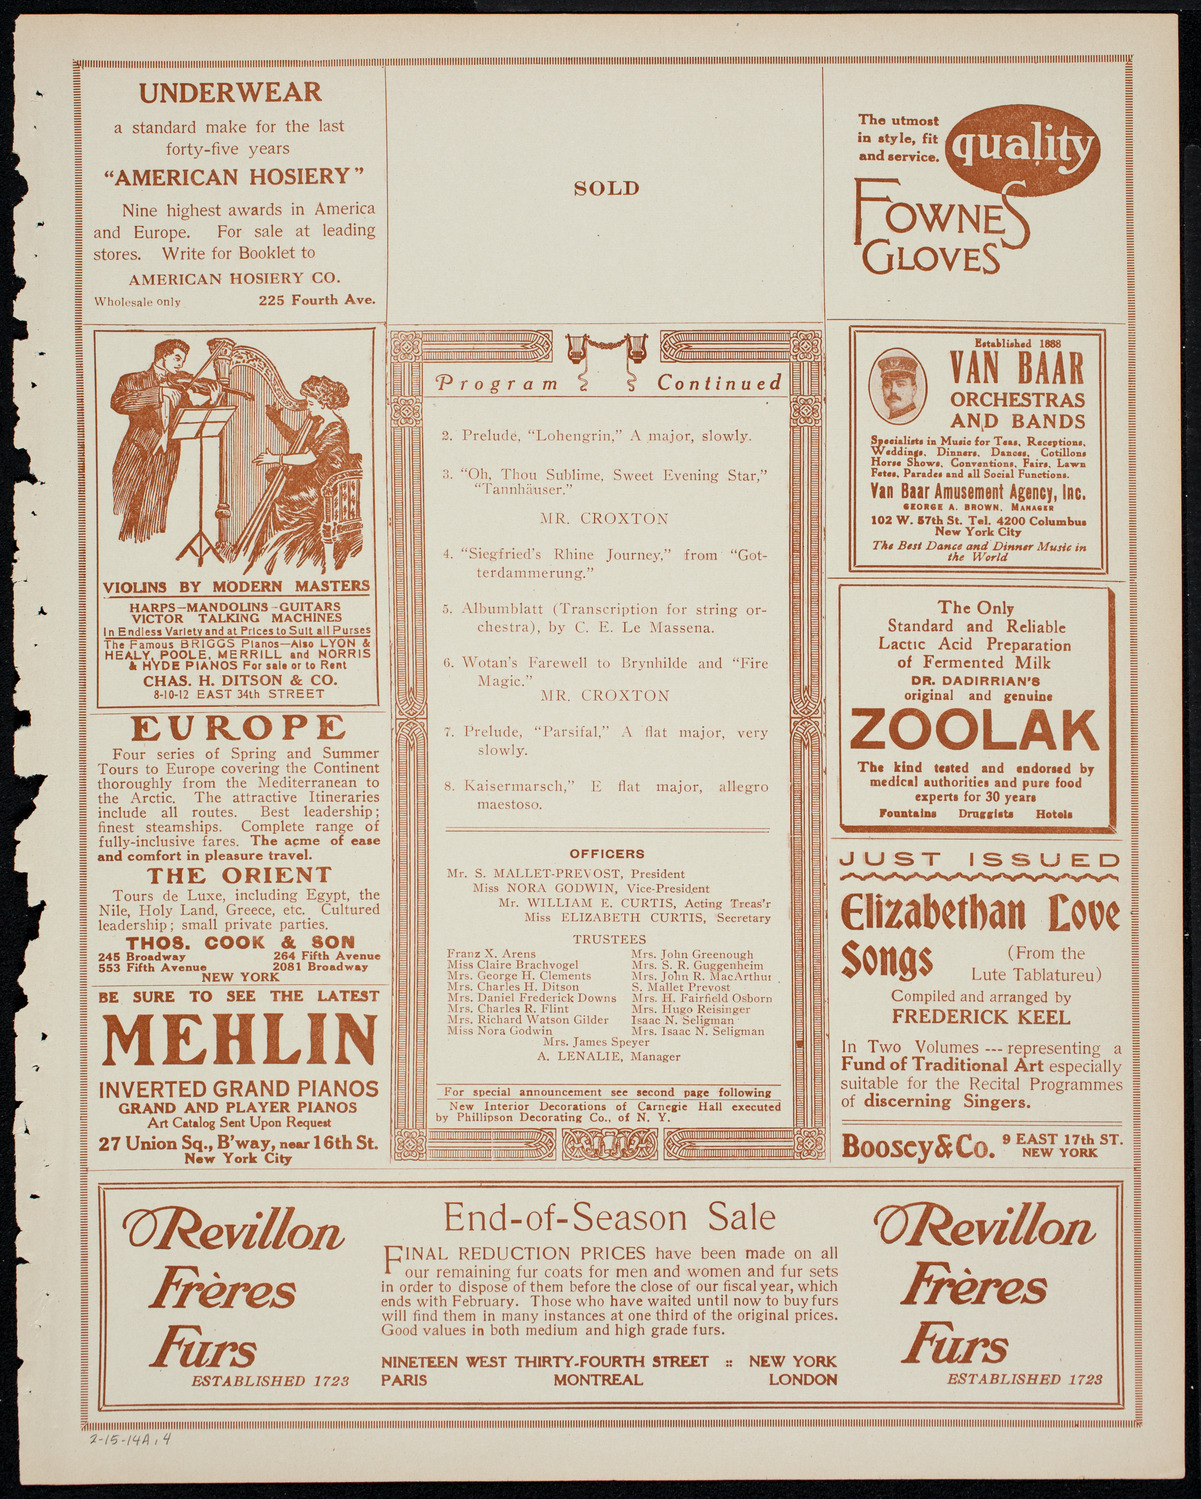 UNDERWEAR
a standard make for the last
forty-five years
"AMERICAN HOSIERY"
Nine highest awards in America
and Europe. For sale at leading
stores. Write for Booklet to
AMERICAN HOSIERY CO.
Wholesale only 225 Fourth Ave.
SOLD
The utmost
in style, fit
and service.
quality
FOWNES
GLOVES
VIOLINS BY MODERN MASTERS
HARPS—MANDOLINS-GUITARS
VICTOR TALKING MACHINES
In Endless Variety and at Prices to Suit all Purses
The Famous BRIGGS Pianos—Also LYON &
HEALY, POOLE, MERRILL and NORRIS
& HYDE PIANOS For sale or to Rent
CHAS. H. DITSON & CO.
8-10-12 EAST 34th STREET
EUROPE
Four series of Spring and Summer
Tours to Europe covering the Continent
thoroughly from the Mediterranean to
the Arctic. The attractive Itineraries
include all routes. Best leadership;
finest steamships. Complete range of
fully-inclusive fares. The acme of ease
and comfort in pleasure travel.
THE ORIENT
Tours de Luxe, including Egypt, the
Nile, Holy Land, Greece, etc. Cultured
leadership; small private parties.
THOS. COOK & SON
245 Broadway 264 Fifth Avenue
553 Fifth Avenue 2081 Broadway
NEW YORK
BE SURE TO SEE THE LATEST
MEHLIN
INVERTED GRAND PIANOS
GRAND AND PLAYER PIANOS
Art Catalog Sent Upon Request
27 Union Sq., B'way, near 16th St.
New York City
Program Continued
2. Prelude, "Lohengrin," A major, slowly.
3. "Oh, Thou Sublime, Sweet Evening Star,"
"Tannhäuser."
MR. CROXTON
4. "Siegfried's Rhine Journey," from "Got-
terdammerung."
5. Albumblatt (Transcription for string or-
chestra), by C. E. Le Massena.
6. Wotan's Farewell to Brynhilde and "Fire
Magic."
MR. CROXTON
7. Prelude, "Parsifal," A flat major, very
slowly.
8. Kaisermarsch," E flat major, allegro
maestoso.
OFFICERS
Mr. S. MALLET-PREVOST, President
Miss NORA GODWIN, Vice-President
Mr. WILLIAM E. CURTIS, Acting Treas'r
Miss ELIZABETH CURTIS, Secretary
TRUSTEES
Franz X. Arens Mrs. John Greenough
Miss Claire Brachvogel Mrs. S. R. Guggenheim
Mrs. George H. Clements Mrs. John R. MacArthur
Mrs. Charles H. Ditson S. Mallet Prevost
Mrs. Daniel Frederick Downs Mrs. H. Fairfield Osborn
Mrs. Charles R. Flint Mrs. Hugo Reisinger
Mrs. Richard Watson Gilder Isaac N. Seligman
Miss Nora Godwin Mrs. Isaac N. Seligman
Mrs. James Speyer
A. LENALIE, Manager
For special announcement see second page following
New Interior Decorations of Carnegie Hall executed
by Phillipson Decorating Co., of N. Y.
Established 1888
VAN BAAR
ORCHESTRAS
AND BANDS
Specialists in Music for Teas, Receptions,
Weddings, Dinners, Dances, Cotillons
Horse Shows, Conventions, Fairs, Lawn
Fetes, Parades and all Social Functions.
Van Baar Amusement Agency, Inc.
GEORGE A. BROWN, MANAGER
102 W. 57th St. Tel. 4200 Columbus
New York City
The Best Dance and Dinner Music in
the World
The Only
Standard and Reliable
Lactic Acid Preparation
of Fermented Milk
DR. DADIRRIAN'S
original and genuine
ZOOLAK
The kind tested and endorsed by
medical authorities and pure food
experts for 30 years
Fountains Druggists Hotels
JUST ISSUED
Elizabethan Love
Songs (From the
Lute Tablatureu)
Compiled and arranged by
FREDERICK KEEL
In Two Volumes --- representing a
Fund of Traditional Art especially
suitable for the Recital Programmes
of discerning Singers.
BOOSEY & CO. 9 EAST 17th ST.
NEW YORK
Revillon
Frères
Furs
ESTABLISHED 1723
End-of-Season Sale
FINAL REDUCTION PRICES have been made on all
our remaining fur coats for men and women and fur sets
in order to dispose of them before the close of our fiscal year, which
ends with February. Those who have waited until now to buy furs
will find them in many instances at one third of the original prices.
Good values in both medium and high grade furs.
NINETEEN WEST THIRTY-FOURTH STREET :: NEW YORK
PARIS MONTREAL LONDON
Revillon
Frères
Furs
ESTABLISHED 1723
2-15-14A, 4